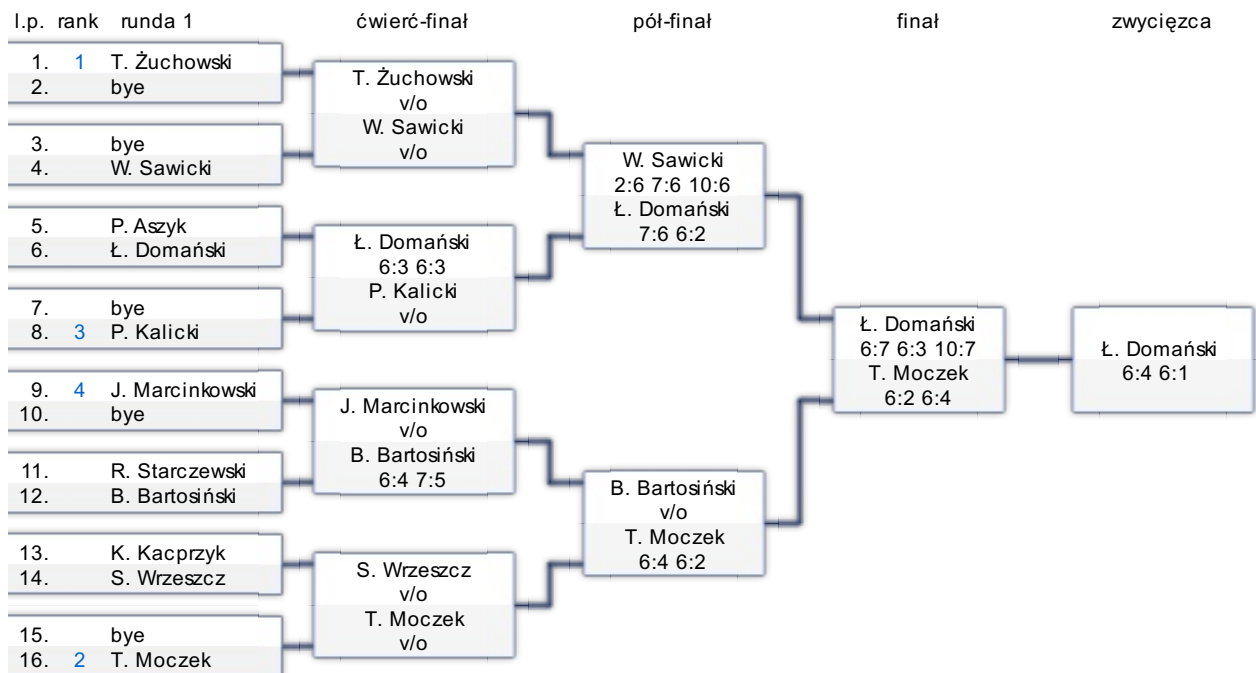 l.p. rank runda 1 ćwierć-finał pół-finał finał zwycięzca
1. 1 T. Żuchowski
2. bye
3. bye
4. W. Sawicki
5. P. Aszyk
6. Ł. Domański
7. bye
8. 3 P. Kalicki
9. 4 J. Marcinkowski
10. bye
11. R. Starczewski
12. B. Bartosiński
13. K. Kacprzyk
14. S. Wrzeszcz
15. bye
16. 2 T. Moczek
T. Żuchowski
v/o
W. Sawicki
v/o
Ł. Domański
6:3 6:3
P. Kalicki
v/o
J. Marcinkowski
v/o
B. Bartosiński
6:4 7:5
S. Wrzeszcz
v/o
T. Moczek
v/o
W. Sawicki
2:6 7:6 10:6
Ł. Domański
7:6 6:2
B. Bartosiński
v/o
T. Moczek
6:4 6:2
Ł. Domański
6:7 6:3 10:7
T. Moczek
6:2 6:4
Ł. Domański
6:4 6:1